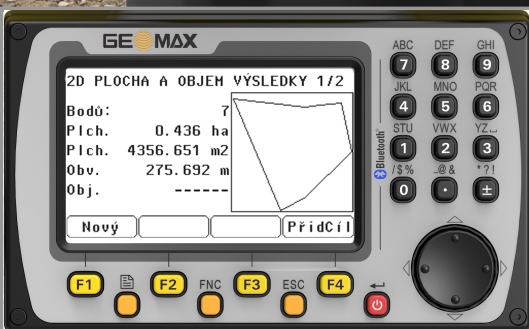 GEOMAX
2D PLOCHA A OBJEM VÝSLEDKY 1/2
Bodů: 7
Plch. 0.436 ha
Plch. 4356.651 m2
Obv. 275.692 m
Obj. ------
Nový PřidCíl
F1 F2 FNC F3 ESC F4
Bluetooth
ABC DEF GHI
7 8 9
JKL MNO PQR
4 5 6
STU VWX YZ⎵
1 2 3
/$% _@& *?!
0 . ±